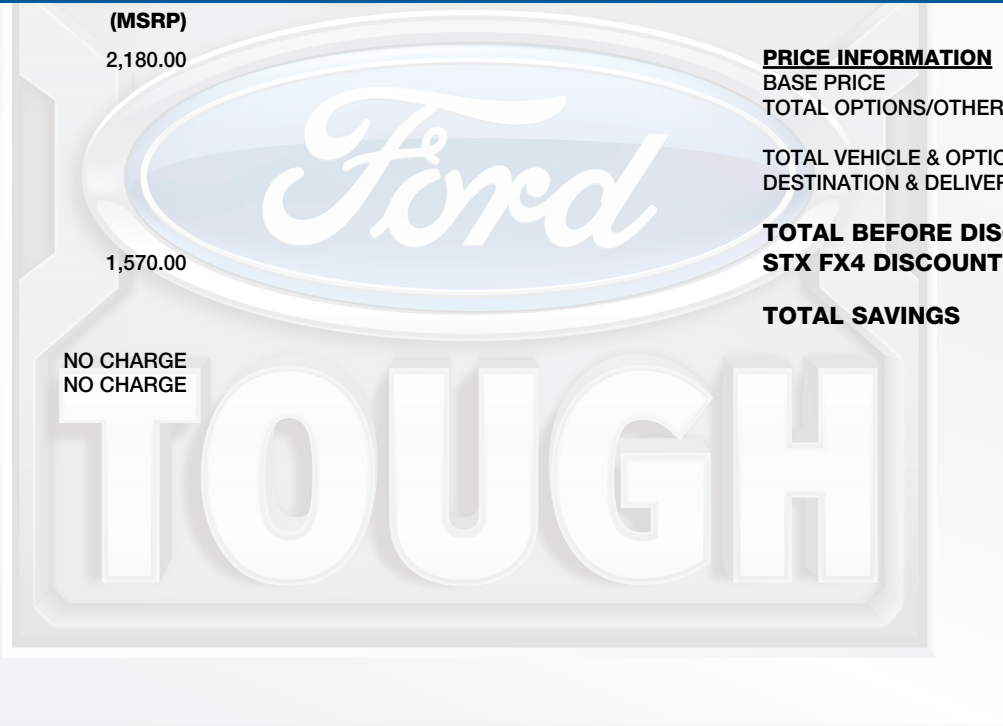 (MSRP)
2,180.00
1,570.00
NO CHARGE
NO CHARGE
PRICE INFORMATION
BASE PRICE
TOTAL OPTIONS/OTHER
TOTAL VEHICLE & OPTIO
DESTINATION & DELIVER
TOTAL BEFORE DIS
STX FX4 DISCOUNT
TOTAL SAVINGS
Ford
TOUGH